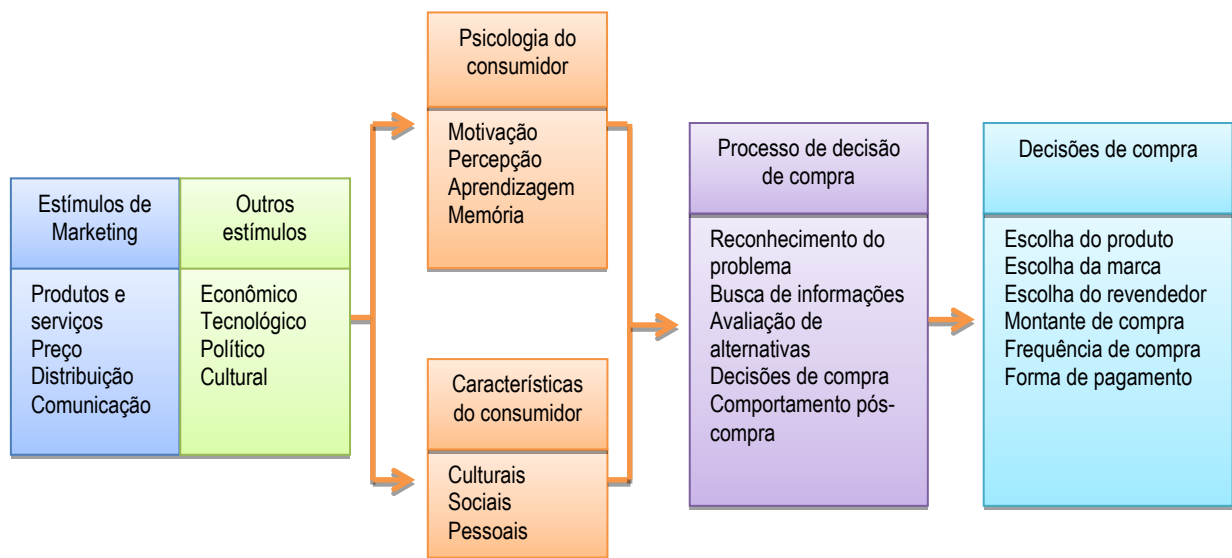 Estímulos de
Marketing
Produtos e
serviços
Preço
Distribuição
Comunicação
Outros
estímulos
Econômico
Tecnológico
Político
Cultural
Psicologia do
consumidor
Motivação
Percepção
Aprendizagem
Memória
Características
do consumidor
Culturais
Sociais
Pessoais
Processo de decisão
de compra
Reconhecimento do
problema
Busca de informações
Avaliação de
alternativas
Decisões de compra
Comportamento pós-
compra
Decisões de compra
Escolha do produto
Escolha da marca
Escolha do revendedor
Montante de compra
Frequência de compra
Forma de pagamento